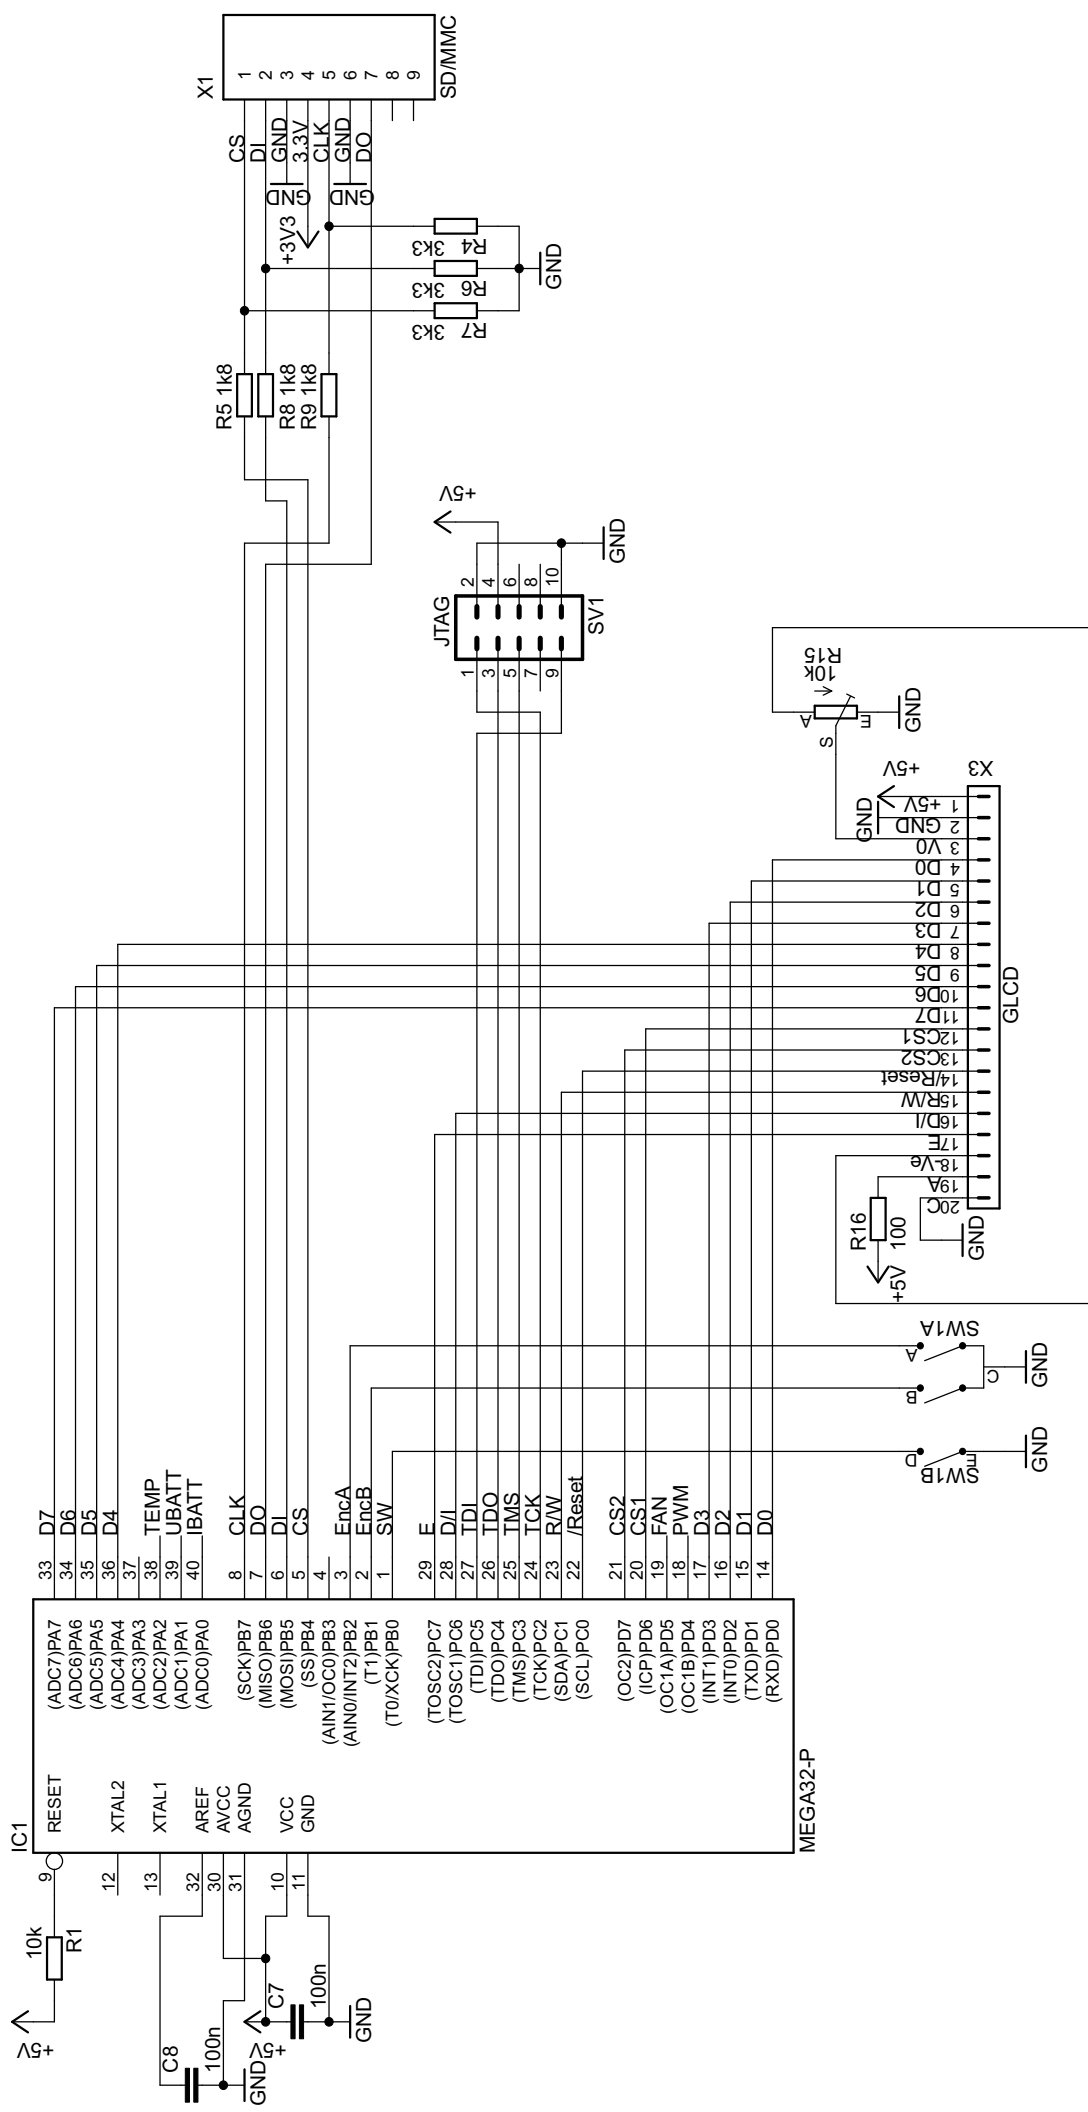 X1
1
2
3
4
5
6
7
8
9
SD/MMC
CS
DI
GND
3.3V
CLK
GND
DO
GND
GND
+3V3
3k3 R4
3k3 R6
3k3 R7
GND
R5 1k8
R8 1k8
R9 1k8
+5V
GND
JTAG
2
4
6
8
10
1
3
5
7
9
SV1
10k
R15
A
E
S
GND
+5V
GND
X3
1 +5V
2 GND
3 V0
4 D0
5 D1
6 D2
7 D3
8 D4
9 D5
10 D6
11 D7
12 CS1
13 CS2
14 /Reset
15 R/W
16 D/I
17 E
18 -Ve
19 A
20 C
GLCD
R16
100
+5V
GND
SW1A
A
B
C
GND
SW1B
D
E
GND
33 D7
34 D6
35 D5
36 D4
37
38 TEMP
39 UBATT
40 IBATT
8 CLK
7 DO
6 DI
5 CS
4
3 EncA
2 EncB
1 SW
29 E
28 D/I
27 TDI
26 TDO
25 TMS
24 TCK
23 R/W
22 /Reset
21 CS2
20 CS1
19 FAN
18 PWM
17 D3
16 D2
15 D1
14 D0
(ADC7)PA7
(ADC6)PA6
(ADC5)PA5
(ADC4)PA4
(ADC3)PA3
(ADC2)PA2
(ADC1)PA1
(ADC0)PA0
(SCK)PB7
(MISO)PB6
(MOSI)PB5
(SS)PB4
(AIN1/OC0)PB3
(AIN0/INT2)PB2
(T1)PB1
(T0/XCK)PB0
(TOSC2)PC7
(TOSC1)PC6
(TDI)PC5
(TDO)PC4
(TMS)PC3
(TCK)PC2
(SDA)PC1
(SCL)PC0
(OC2)PD7
(ICP)PD6
(OC1A)PD5
(OC1B)PD4
(INT1)PD3
(INT0)PD2
(TXD)PD1
(RXD)PD0
IC1
RESET
XTAL2
XTAL1
AREF
AVCC
AGND
VCC
GND
MEGA32-P
9
12
13
32
30
31
10
11
10k
R1
+5V
C8
100n
GND
+5V
C7
100n
GND